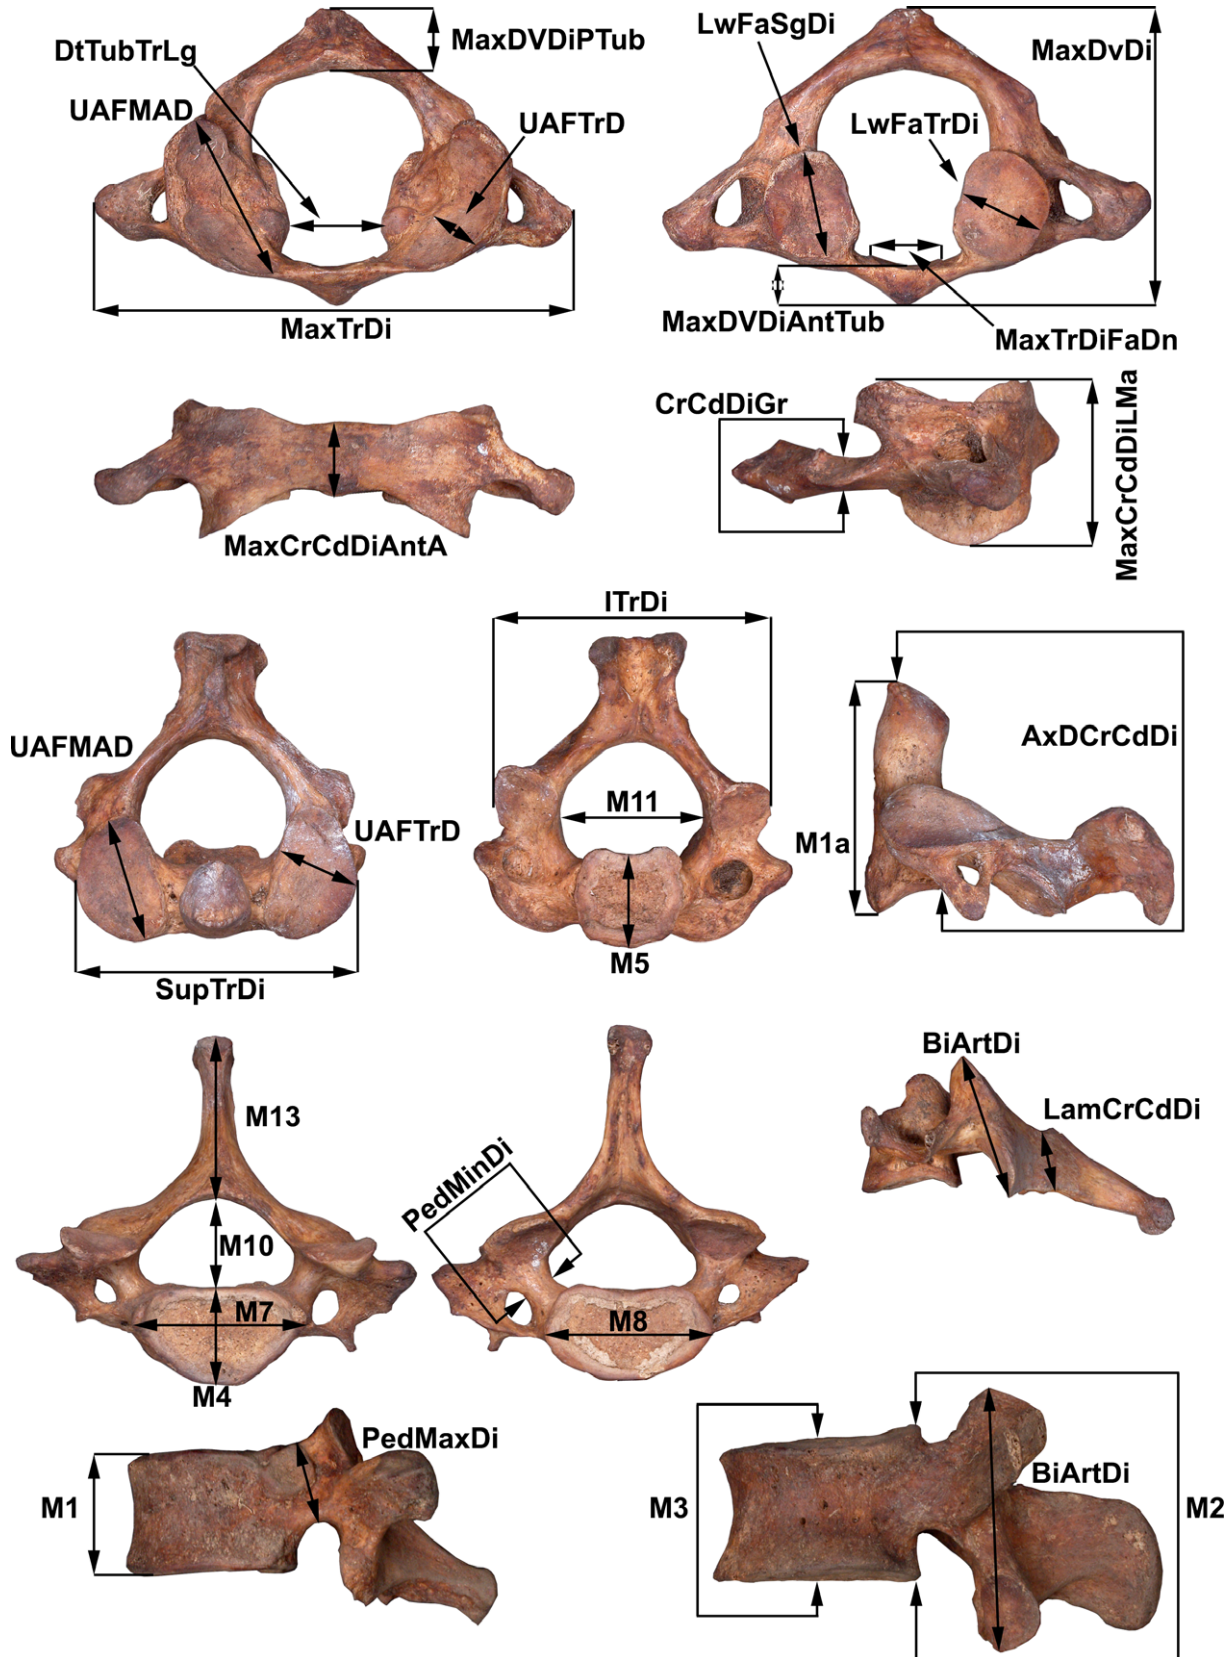 MaxDVDiPTub
LwFaSgDi
DtTubTrLg
MaxDvDi
UAFMAD
UAFTrD
LwFaTrDi
MaxTrDi
MaxDVDiAntTub
MaxTrDiFaDn
CrCdDiGr
MaxCrCdDiLMa
MaxCrCdDiAntA
ITrDi
UAFMAD
AxDCrCdDi
M11
UAFTrD
M1a
M5
SupTrDi
BiArtDi
M13
LamCrCdDi
PedMinDi
M10
M7
M8
M4
PedMaxDi
M1
BiArtDi
M3
M2